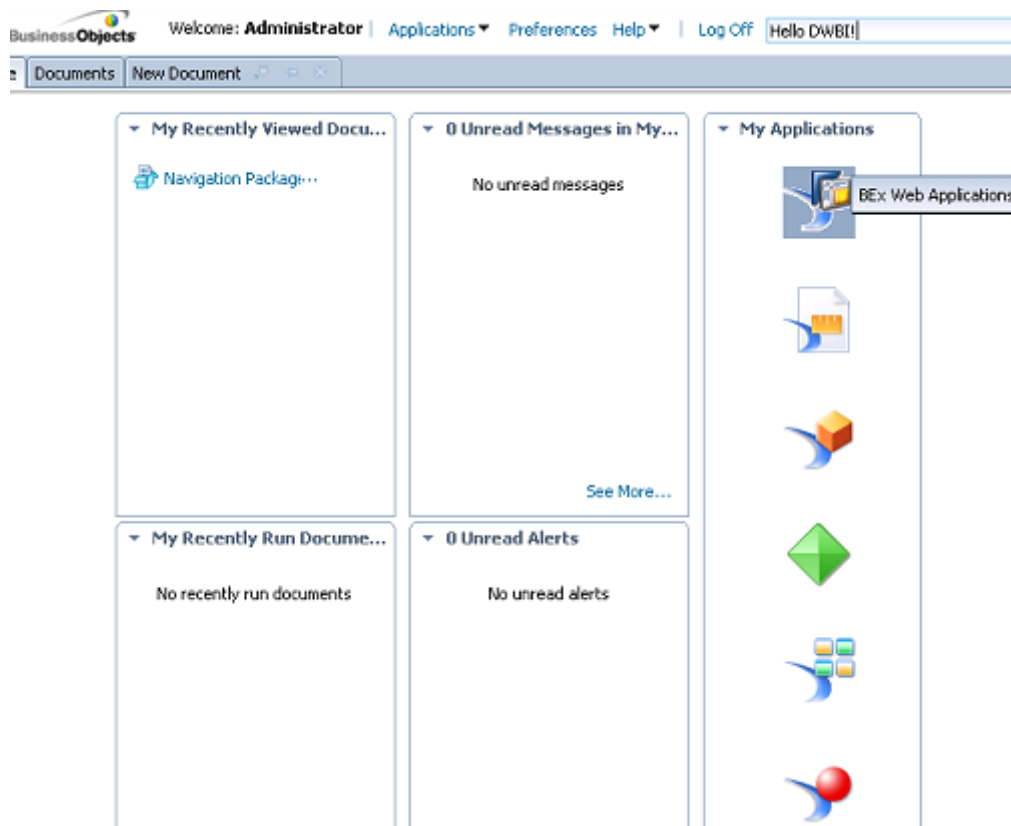 BusinessObjects Welcome: Administrator | Applications Preferences Help | Log Off Hello DWBI!
e Documents New Document
My Recently Viewed Docu...
Navigation Package...
0 Unread Messages in My...
No unread messages
See More...
My Applications
BEx Web Applications
My Recently Run Docume...
No recently run documents
0 Unread Alerts
No unread alerts